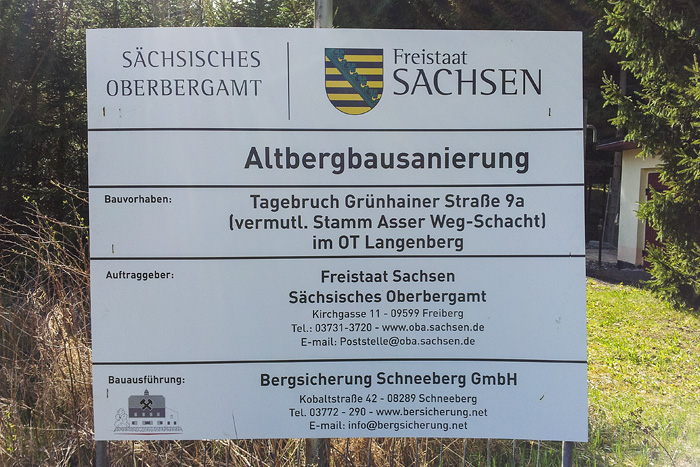 SÄCHSISCHES
OBERBERGAMT
Freistaat
SACHSEN
Altbergbausanierung
Bauvorhaben:
Tagebruch Grünhainer Straße 9a
(vermutl. Stamm Asser Weg-Schacht)
im OT Langenberg
Auftraggeber:
Freistaat Sachsen
Sächsisches Oberbergamt
Kirchgasse 11 - 09599 Freiberg
Tel.: 03731-3720 - www.oba.sachsen.de
E-mail: Poststelle@oba.sachsen.de
Bauausführung:
Bergsicherung Schneeberg GmbH
Kobaltstraße 42 - 08289 Schneeberg
Tel. 03772 - 290 - www.bersicherung.net
E-mail: info@bergsicherung.net